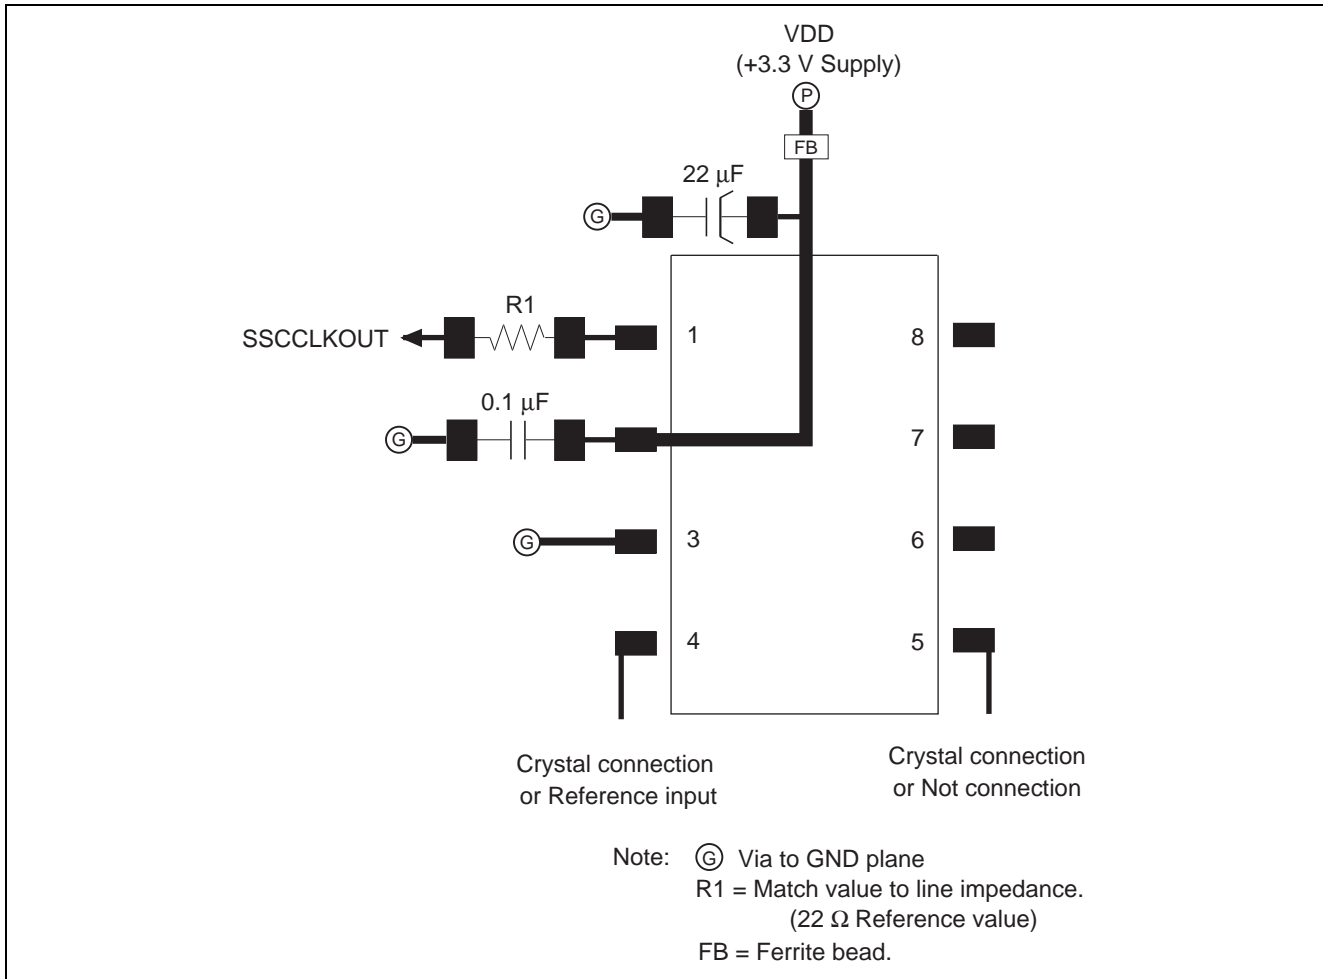 VDD
(+3.3 V Supply)
P
FB
22 μF
G
R1
SSCCLKOUT
1
8
0.1 μF
G
7
G
3
6
4
5
Crystal connection
or Reference input
Crystal connection
or Not connection
Note: G Via to GND plane
R1 = Match value to line impedance.
(22 Ω Reference value)
FB = Ferrite bead.